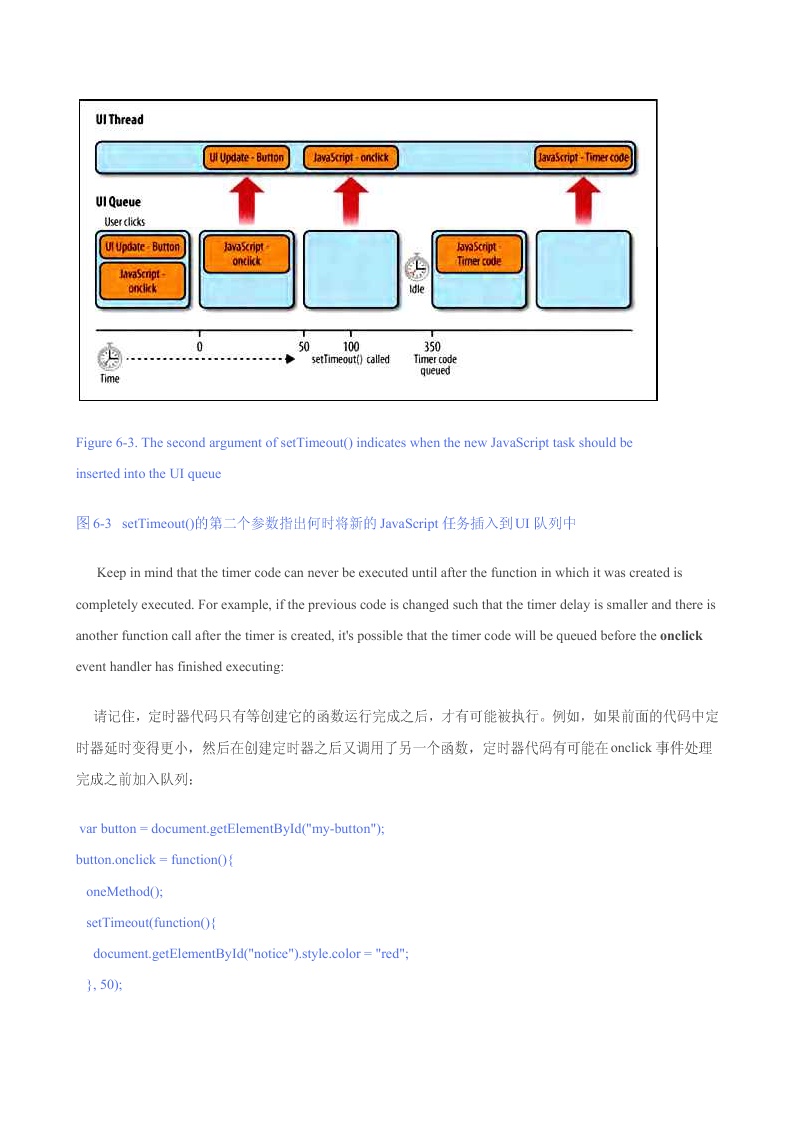 UI Thread
UI Update - Button
JavaScript - onclick
JavaScript - Timer code
UI Queue
User clicks
UI Update - Button
JavaScript -
onclick
JavaScript -
onclick
JavaScript -
Timer code
Idle
0
50
100
350
setTimeout() called
Timer code
queued
Time
Figure 6-3. The second argument of setTimeout() indicates when the new JavaScript task should be
inserted into the UI queue
图 6-3 setTimeout()的第二个参数指出何时将新的 JavaScript 任务插入到 UI 队列中
Keep in mind that the timer code can never be executed until after the function in which it was created is
completely executed. For example, if the previous code is changed such that the timer delay is smaller and there is
another function call after the timer is created, it's possible that the timer code will be queued before the onclick
event handler has finished executing:
请记住，定时器代码只有等创建它的函数运行完成之后，才有可能被执行。例如，如果前面的代码中定
时器延时变得更小，然后在创建定时器之后又调用了另一个函数，定时器代码有可能在 onclick 事件处理
完成之前加入队列：
var button = document.getElementById("my-button");
button.onclick = function(){
oneMethod();
setTimeout(function(){
document.getElementById("notice").style.color = "red";
}, 50);